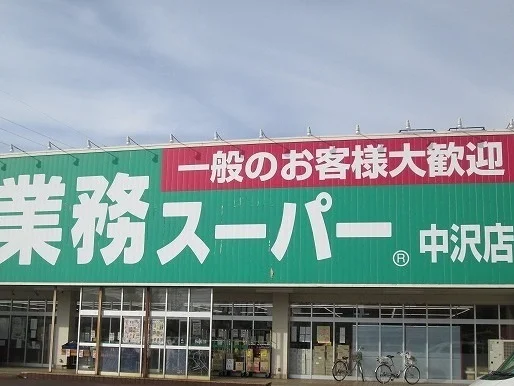 一般のお客様大歓迎
業務スーパー® 中沢店